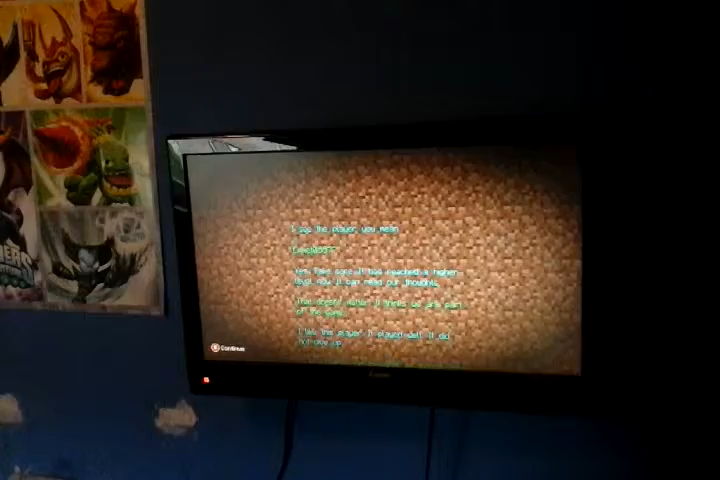 I see the player you mean.
Yes. Take care. It has reached a higher
level now. It can read our thoughts.
That doesn't matter. It thinks we are part
of the game.
I like this player. It played well. It did
not give up.
Continue